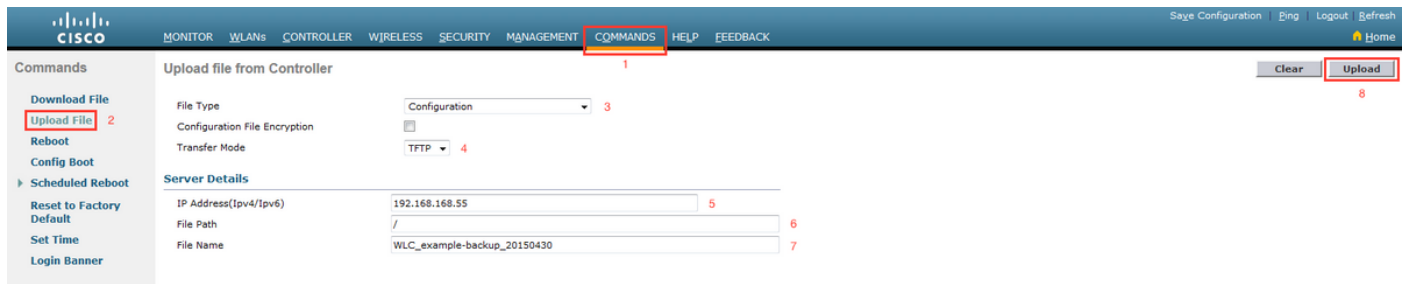 Save Configuration | Ping | Logout | Refresh
CISCO
MONITOR WLANs CONTROLLER WIRELESS SECURITY MANAGEMENT COMMANDS HELP FEEDBACK
Home
1
Commands
Upload file from Controller
Clear
Upload
8
Download File
Upload File 2
Reboot
Config Boot
Scheduled Reboot
Reset to Factory
Default
Set Time
Login Banner
File Type Configuration 3
Configuration File Encryption
Transfer Mode TFTP 4
Server Details
IP Address(Ipv4/Ipv6) 192.168.168.55 5
File Path / 6
File Name WLC_example-backup_20150430 7